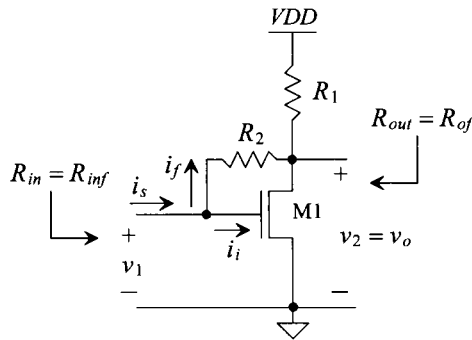 VDD
R1
R2
Rout = Rof
Rin = Rinf
is
if
+
M1
+
ii
v2 = vo
v1
−
−